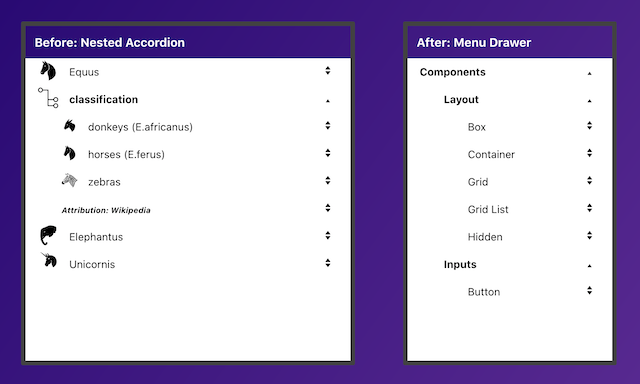 Before: Nested Accordion
Equus
classification
donkeys (E.africanus)
horses (E.ferus)
zebras
Attribution: Wikipedia
Elephantus
Unicornis
After: Menu Drawer
Components
Layout
Box
Container
Grid
Grid List
Hidden
Inputs
Button